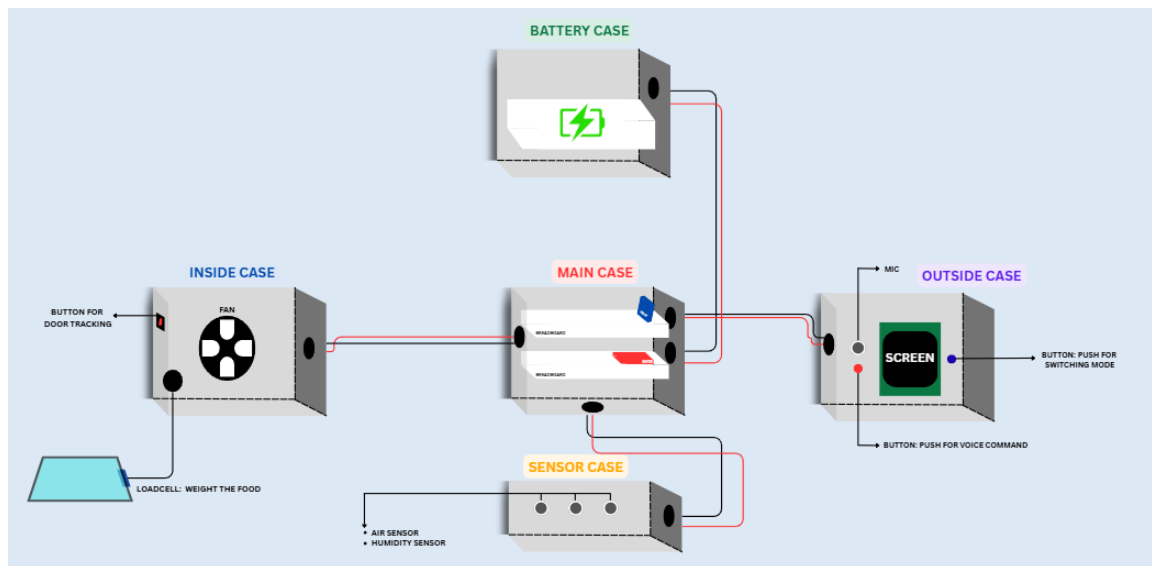 BATTERY CASE
INSIDE CASE
MAIN CASE
OUTSIDE CASE
MIC
BUTTON FOR
DOOR TRACKING
FAN
SCREEN
BUTTON: PUSH FOR
SWITCHING MODE
BUTTON: PUSH FOR VOICE COMMAND
SENSOR CASE
LOADCELL: WEIGHT THE FOOD
• AIR SENSOR
• HUMIDITY SENSOR